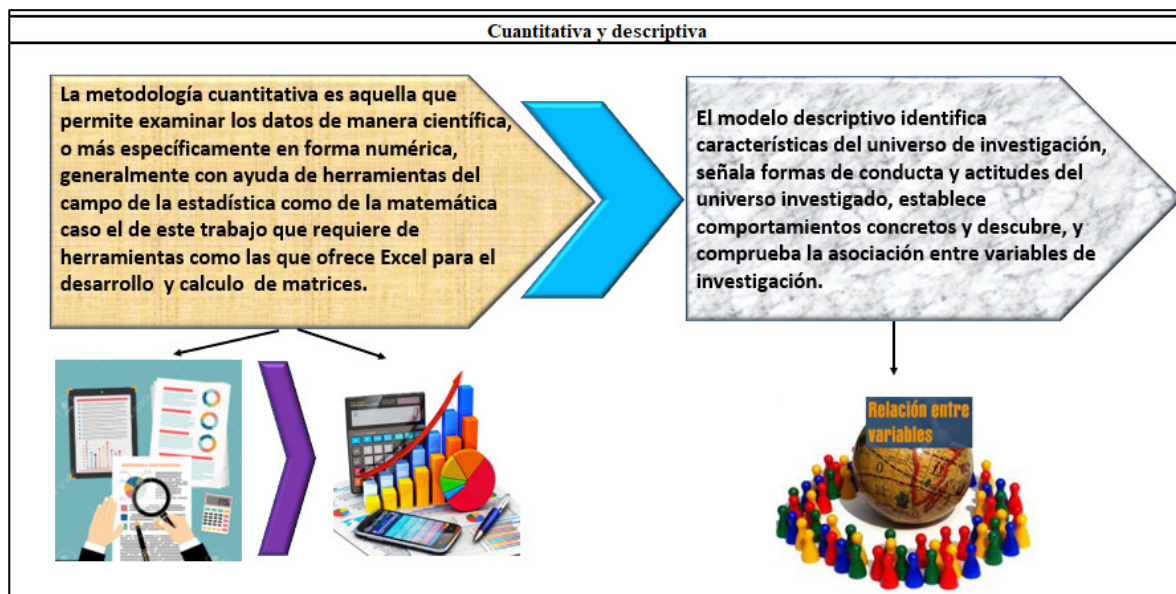 Cuantitativa y descriptiva
La metodología cuantitativa es aquella que
permite examinar los datos de manera científica,
o más específicamente en forma numérica,
generalmente con ayuda de herramientas del
campo de la estadística como de la matemática
caso el de este trabajo que requiere de
herramientas como las que ofrece Excel para el
desarrollo y calculo de matrices.
El modelo descriptivo identifica
características del universo de investigación,
señala formas de conducta y actitudes del
universo investigado, establece
comportamientos concretos y descubre, y
comprueba la asociación entre variables de
investigación.
Relación entre
variables